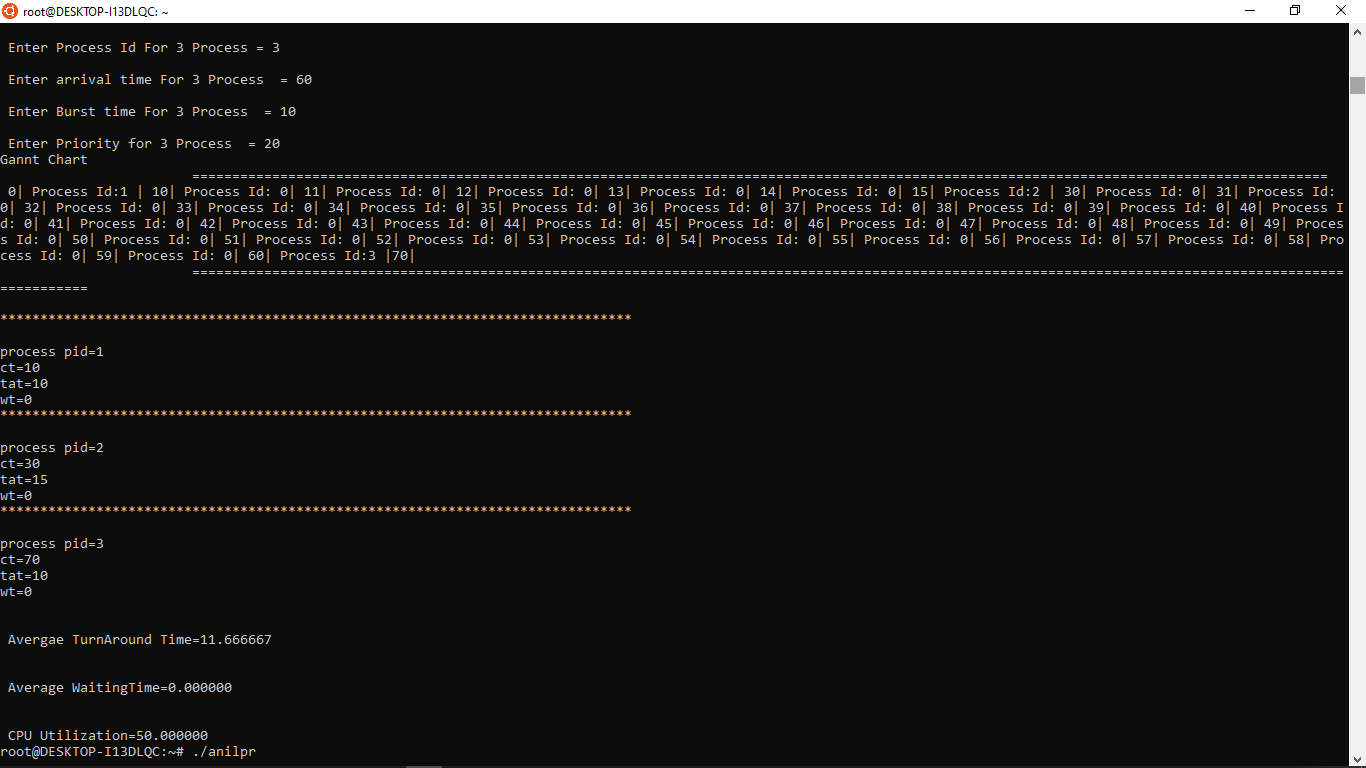 root@DESKTOP-I13DLQC: ~
Enter Process Id For 3 Process = 3
Enter arrival time For 3 Process  = 60
Enter Burst time For 3 Process  = 10
Enter Priority for 3 Process  = 20
Gannt Chart
==============================================================================================================================================
0| Process Id:1 | 10| Process Id: 0| 11| Process Id: 0| 12| Process Id: 0| 13| Process Id: 0| 14| Process Id: 0| 15| Process Id:2 | 30| Process Id: 0| 31| Process Id:
0| 32| Process Id: 0| 33| Process Id: 0| 34| Process Id: 0| 35| Process Id: 0| 36| Process Id: 0| 37| Process Id: 0| 38| Process Id: 0| 39| Process Id: 0| 40| Process I
d: 0| 41| Process Id: 0| 42| Process Id: 0| 43| Process Id: 0| 44| Process Id: 0| 45| Process Id: 0| 46| Process Id: 0| 47| Process Id: 0| 48| Process Id: 0| 49| Proces
s Id: 0| 50| Process Id: 0| 51| Process Id: 0| 52| Process Id: 0| 53| Process Id: 0| 54| Process Id: 0| 55| Process Id: 0| 56| Process Id: 0| 57| Process Id: 0| 58| Pro
cess Id: 0| 59| Process Id: 0| 60| Process Id:3 |70|
================================================================================================================================================
===========
*******************************************************************************
process pid=1
ct=10
tat=10
wt=0
*******************************************************************************
process pid=2
ct=30
tat=15
wt=0
*******************************************************************************
process pid=3
ct=70
tat=10
wt=0
Avergae TurnAround Time=11.666667
Average WaitingTime=0.000000
CPU Utilization=50.000000
root@DESKTOP-I13DLQC:~# ./anilpr